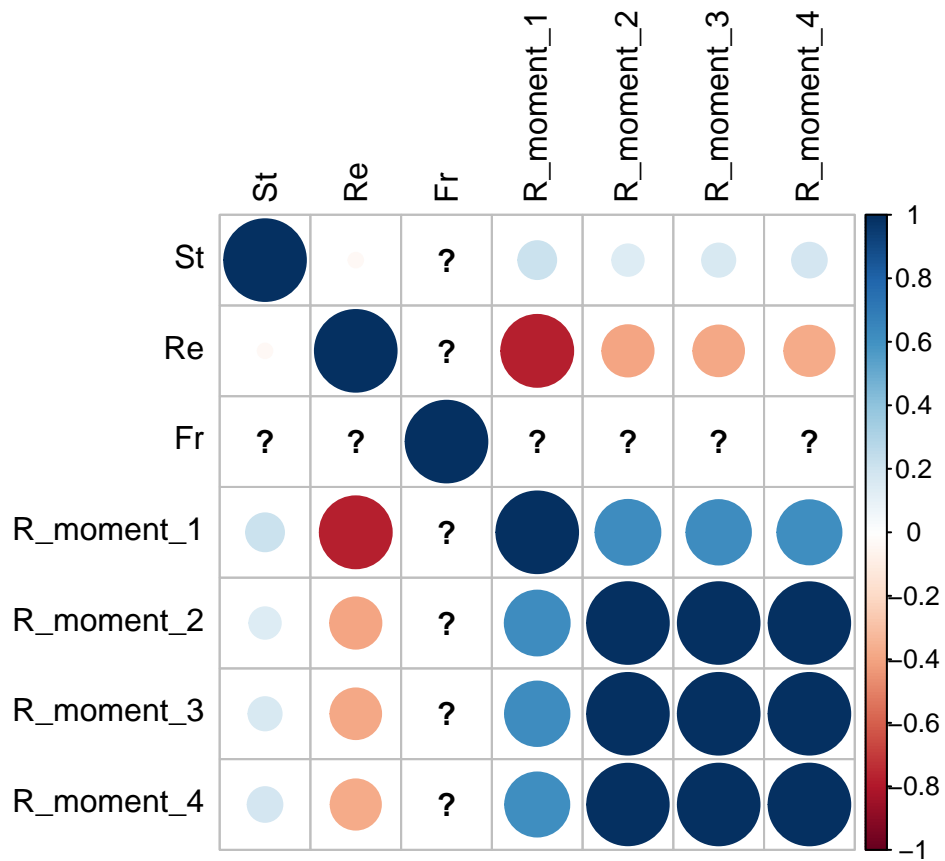 St
Re
Fr
R_moment_1
R_moment_2
R_moment_3
R_moment_4
St ?
Re ?
Fr ? ? ? ? ? ?
R_moment_1 ?
R_moment_2 ?
R_moment_3 ?
R_moment_4 ?
1
0.8
0.6
0.4
0.2
0
−0.2
−0.4
−0.6
−0.8
−1